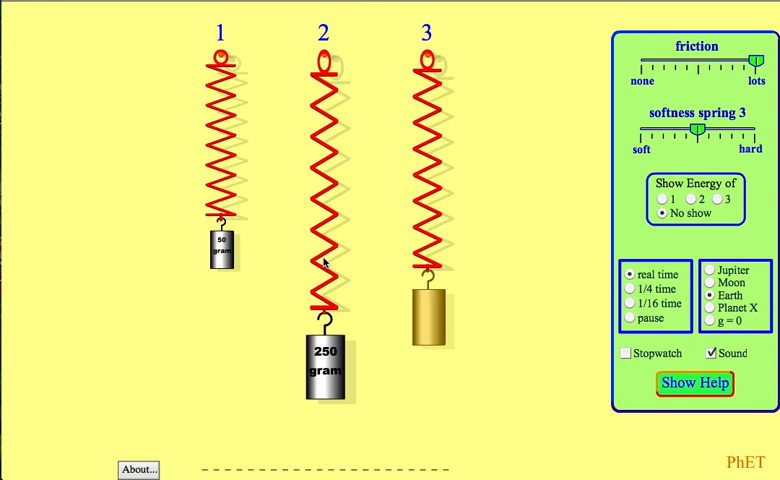 1 2 3
50
gram
250
gram
friction
none lots
softness spring 3
soft hard
Show Energy of
1 2 3
No show
real time
1/4 time
1/16 time
pause
Jupiter
Moon
Earth
Planet X
g = 0
Stopwatch Sound
Show Help
PhET
About...